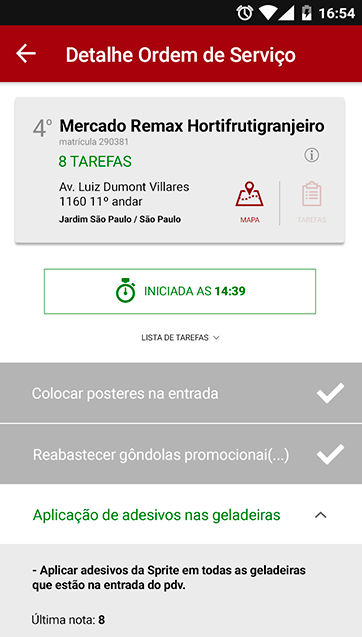 16:54
Detalhe Ordem de Serviço
4º Mercado Remax Hortifrutigranjeiro
matrícula 290381
8 TAREFAS
Av. Luiz Dumont Villares
1160 11º andar
Jardim São Paulo / São Paulo
MAPA
TAREFAS
INICIADA AS 14:39
LISTA DE TAREFAS
Colocar posteres na entrada
Reabastecer gôndolas promocionai(...)
Aplicação de adesivos nas geladeiras
- Aplicar adesivos da Sprite em todas as geladeiras
que estão na entrada do pdv.
Última nota: 8